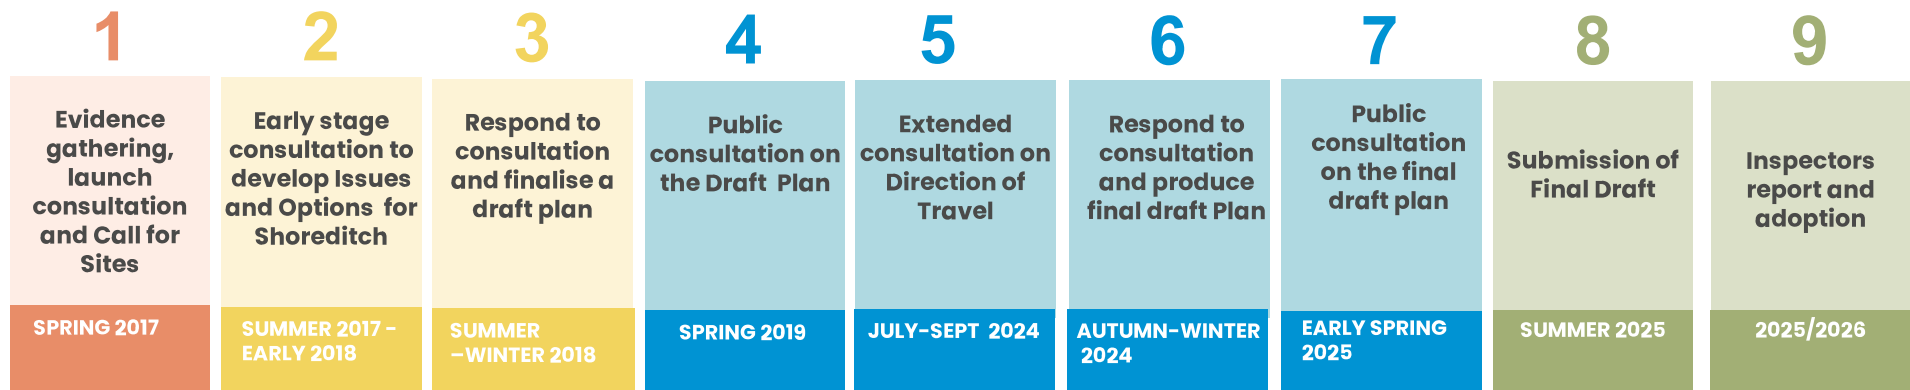 1
Evidence
gathering,
launch
consultation
and Call for
Sites
SPRING 2017
2
Early stage
consultation to
develop Issues
and Options for
Shoreditch
SUMMER 2017 -
EARLY 2018
3
Respond to
consultation
and finalise a
draft plan
SUMMER
–WINTER 2018
4
Public
consultation on
the Draft Plan
SPRING 2019
5
Extended
consultation on
Direction of
Travel
JULY-SEPT 2024
6
Respond to
consultation
and produce
final draft Plan
AUTUMN-WINTER
2024
7
Public
consultation
on the final
draft plan
EARLY SPRING
2025
8
Submission of
Final Draft
SUMMER 2025
9
Inspectors
report and
adoption
2025/2026